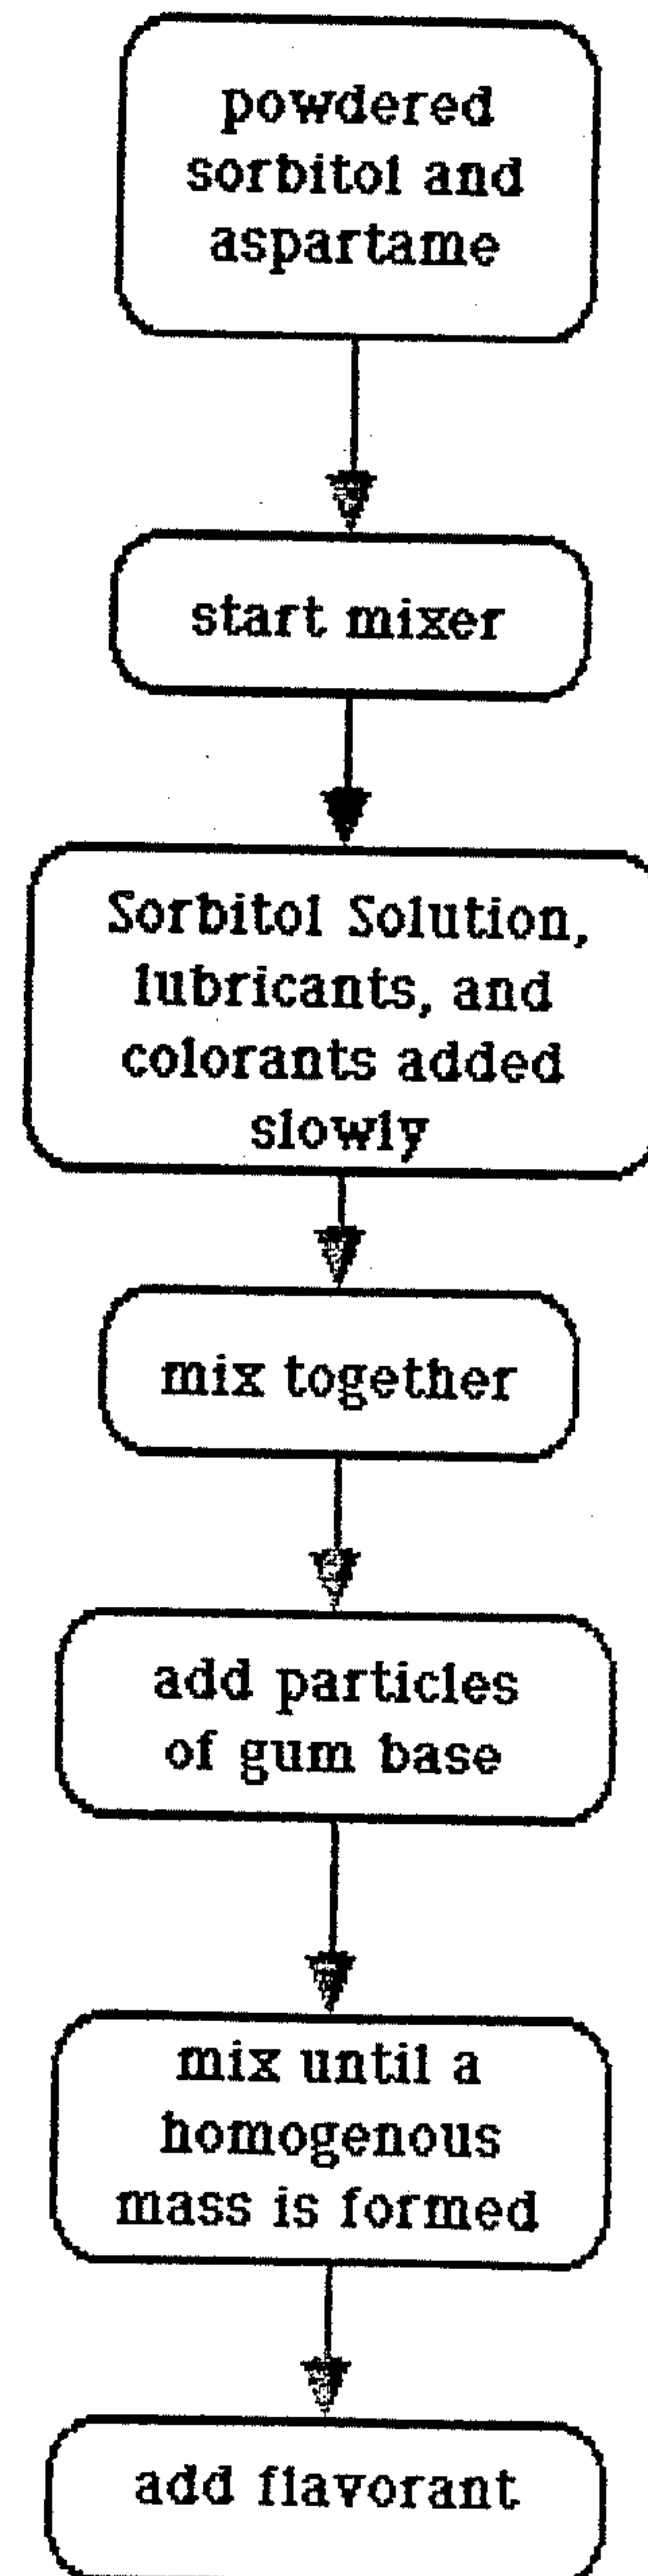 powdered
sorbitol and
aspartame
start mixer
Sorbitol Solution,
lubricants, and
colorants added
slowly
mix together
add particles
of gum base
mix until a
homogenous
mass is formed
add flavorant